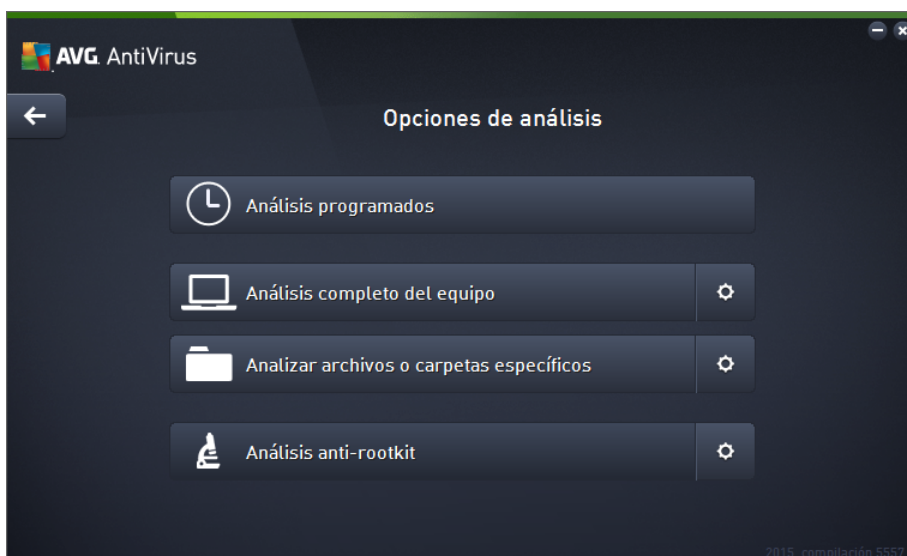 AVG. AntiVirus
Opciones de análisis
Análisis programados
Análisis completo del equipo
Analizar archivos o carpetas específicos
Análisis anti-rootkit
2015, compilación 5557